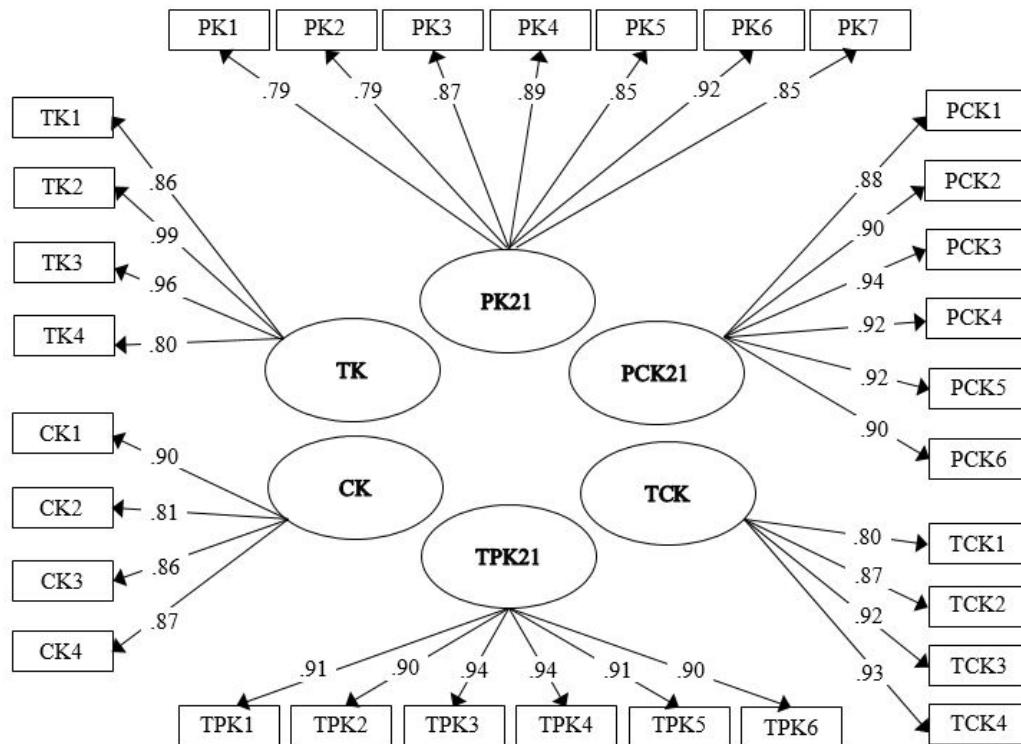 PK1 PK2 PK3 PK4 PK5 PK6 PK7
.79 .79 .87 .89 .85 .92 .85
TK1
TK2
TK3
TK4
.86
.99
.96
.80
PCK1
PCK2
PCK3
PCK4
PCK5
PCK6
.88
.90
.94
.92
.92
.90
PK21
TK
PCK21
CK
TCK
TPK21
CK1
CK2
CK3
CK4
.90
.81
.86
.87
TCK1
TCK2
TCK3
TCK4
.80
.87
.92
.93
.91 .90 .94 .94 .91 .90
TPK1 TPK2 TPK3 TPK4 TPK5 TPK6